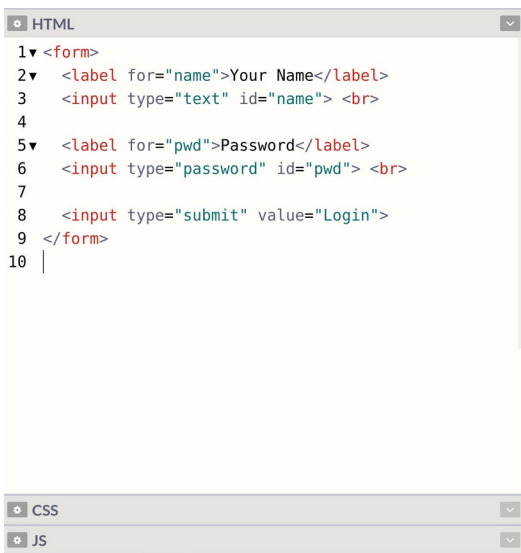 HTML
1▼ <form>
2▼   <label for="name">Your Name</label>
3    <input type="text" id="name"> <br>
4
5▼   <label for="pwd">Password</label>
6    <input type="password" id="pwd"> <br>
7
8    <input type="submit" value="Login">
9  </form>
10
CSS
JS